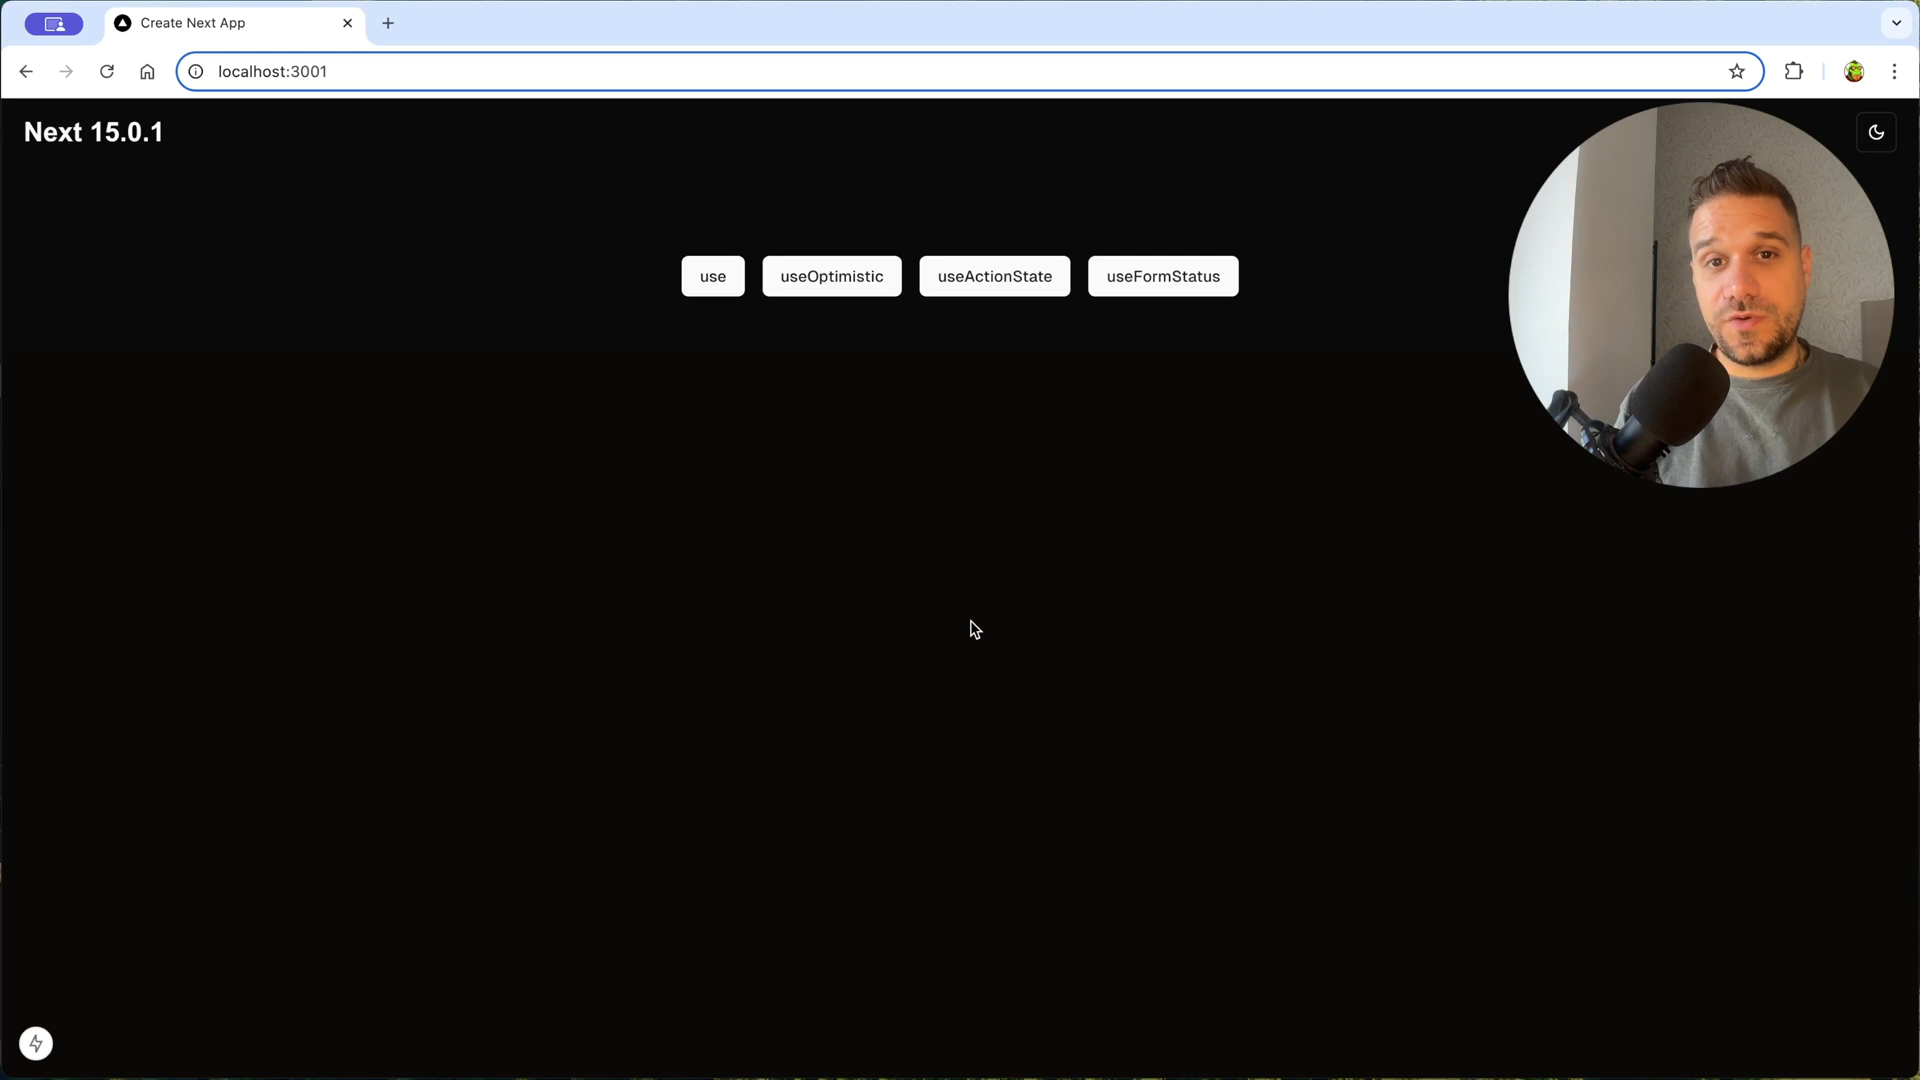 Create Next App
localhost:3001
Next 15.0.1
use
useOptimistic
useActionState
useFormStatus